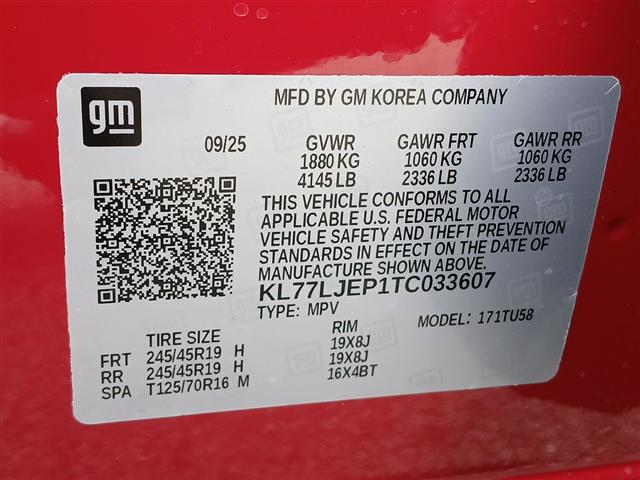 gm
MFD BY GM KOREA COMPANY
09/25 GVWR GAWR FRT GAWR RR
1880 KG 1060 KG 1060 KG
4145 LB 2336 LB 2336 LB
THIS VEHICLE CONFORMS TO ALL
APPLICABLE U.S. FEDERAL MOTOR
VEHICLE SAFETY AND THEFT PREVENTION
STANDARDS IN EFFECT ON THE DATE OF
MANUFACTURE SHOWN ABOVE.
KL77LJEP1TC033607
TYPE: MPV MODEL: 171TU58
TIRE SIZE RIM
FRT 245/45R19 H 19X8J
RR 245/45R19 H 19X8J
SPA T125/70R16 M 16X4BT